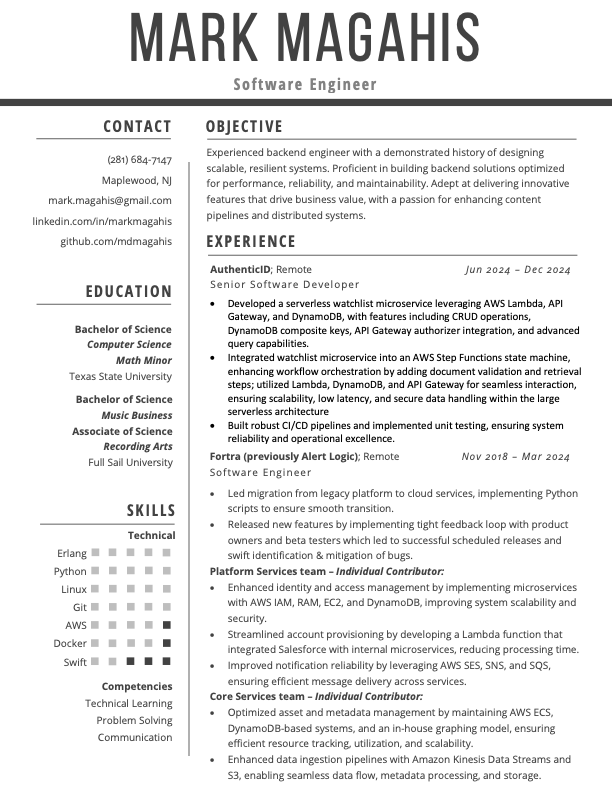 MARK MAGAHIS
Software Engineer
CONTACT
(281) 684-7147
Maplewood, NJ
mark.magahis@gmail.com
linkedin.com/in/markmagahis
github.com/mdmagahis
EDUCATION
Bachelor of Science
Computer Science
Math Minor
Texas State University
Bachelor of Science
Music Business
Associate of Science
Recording Arts
Full Sail University
SKILLS
Technical
Erlang
Python
Linux
Git
AWS
Docker
Swift
Competencies
Technical Learning
Problem Solving
Communication
OBJECTIVE
Experienced backend engineer with a demonstrated history of designing
scalable, resilient systems. Proficient in building backend solutions optimized
for performance, reliability, and maintainability. Adept at delivering innovative
features that drive business value, with a passion for enhancing content
pipelines and distributed systems.
EXPERIENCE
AuthenticID; Remote Jun 2024 – Dec 2024
Senior Software Developer
• Developed a serverless watchlist microservice leveraging AWS Lambda, API
Gateway, and DynamoDB, with features including CRUD operations,
DynamoDB composite keys, API Gateway authorizer integration, and advanced
query capabilities.
• Integrated watchlist microservice into an AWS Step Functions state machine,
enhancing workflow orchestration by adding document validation and retrieval
steps; utilized Lambda, DynamoDB, and API Gateway for seamless interaction,
ensuring scalability, low latency, and secure data handling within the large
serverless architecture
• Built robust CI/CD pipelines and implemented unit testing, ensuring system
reliability and operational excellence.
Fortra (previously Alert Logic); Remote Nov 2018 – Mar 2024
Software Engineer
• Led migration from legacy platform to cloud services, implementing Python
scripts to ensure smooth transition.
• Released new features by implementing tight feedback loop with product
owners and beta testers which led to successful scheduled releases and
swift identification & mitigation of bugs.
Platform Services team – Individual Contributor:
• Enhanced identity and access management by implementing microservices
with AWS IAM, RAM, EC2, and DynamoDB, improving system scalability and
security.
• Streamlined account provisioning by developing a Lambda function that
integrated Salesforce with internal microservices, reducing processing time.
• Improved notification reliability by leveraging AWS SES, SNS, and SQS,
ensuring efficient message delivery across services.
Core Services team – Individual Contributor:
• Optimized asset and metadata management by maintaining AWS ECS,
DynamoDB-based systems, and an in-house graphing model, ensuring
efficient resource tracking, utilization, and scalability.
• Enhanced data ingestion pipelines with Amazon Kinesis Data Streams and
S3, enabling seamless data flow, metadata processing, and storage.